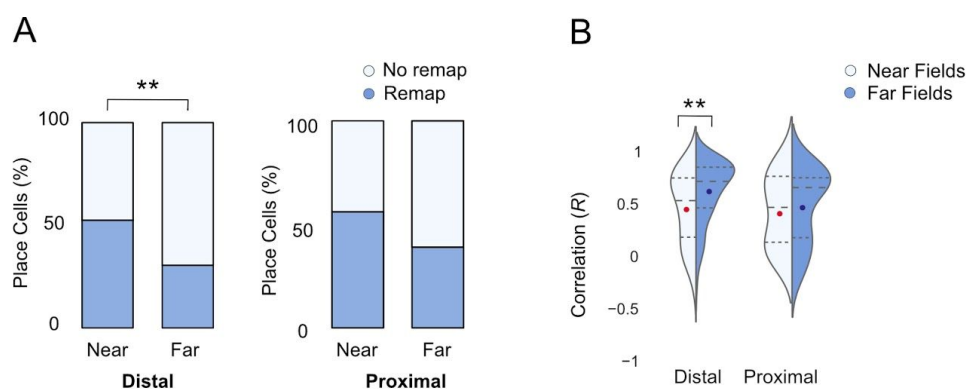 A
No remap
Remap
**
100
50
0
Place Cells (%)
Near Far
Distal
100
50
0
Place Cells (%)
Near Far
Proximal
B
Near Fields
Far Fields
**
1
0.5
0
−0.5
−1
Correlation (R)
Distal Proximal